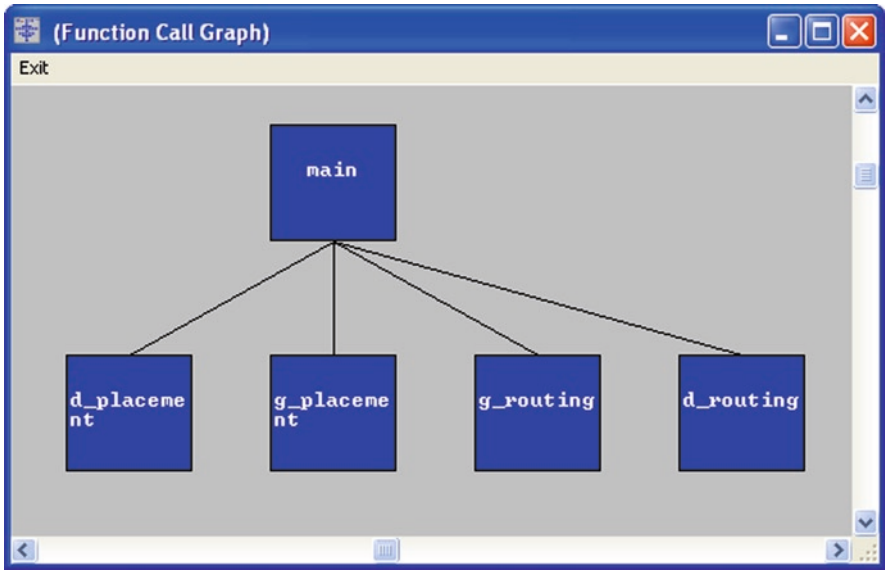 (Function Call Graph)
Exit
main
d_placeme
nt
g_placeme
nt
g_routing
d_routing